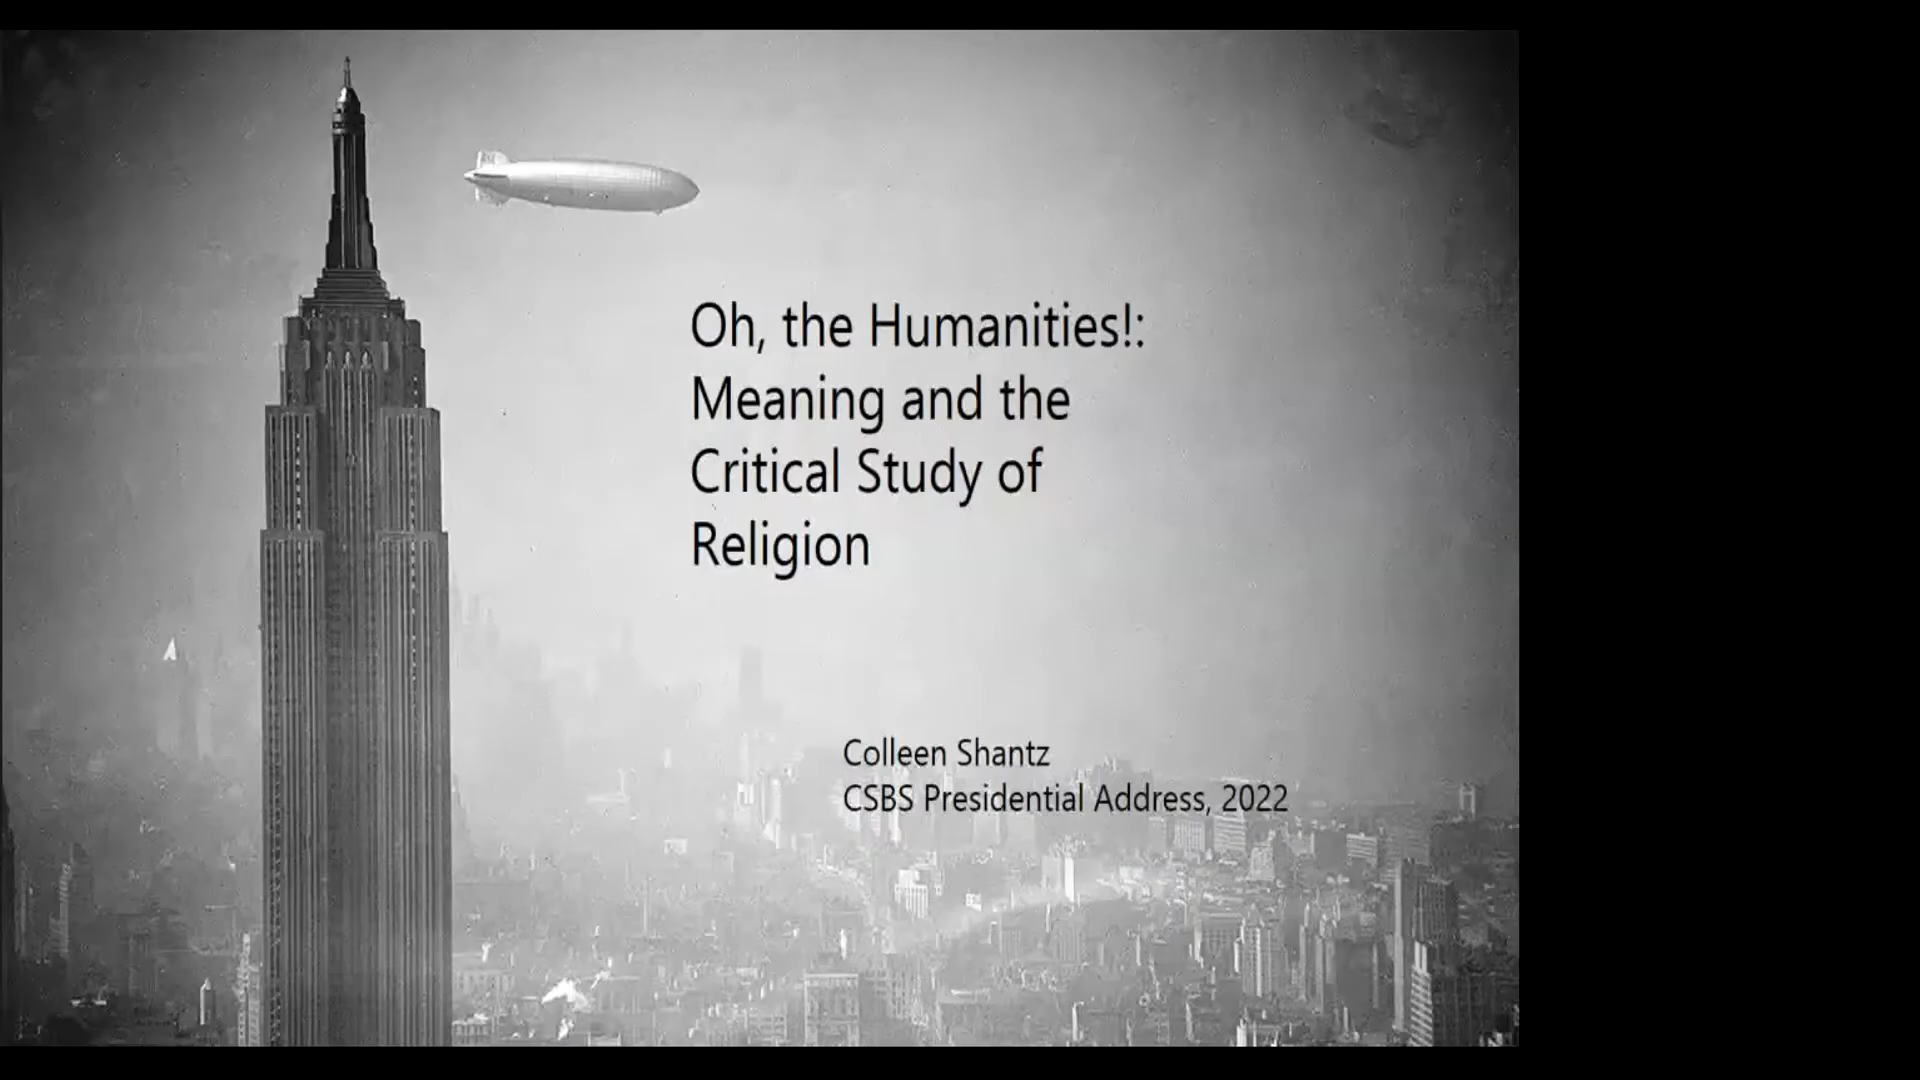 Oh, the Humanities!:
Meaning and the
Critical Study of
Religion
Colleen Shantz
CSBS Presidential Address, 2022